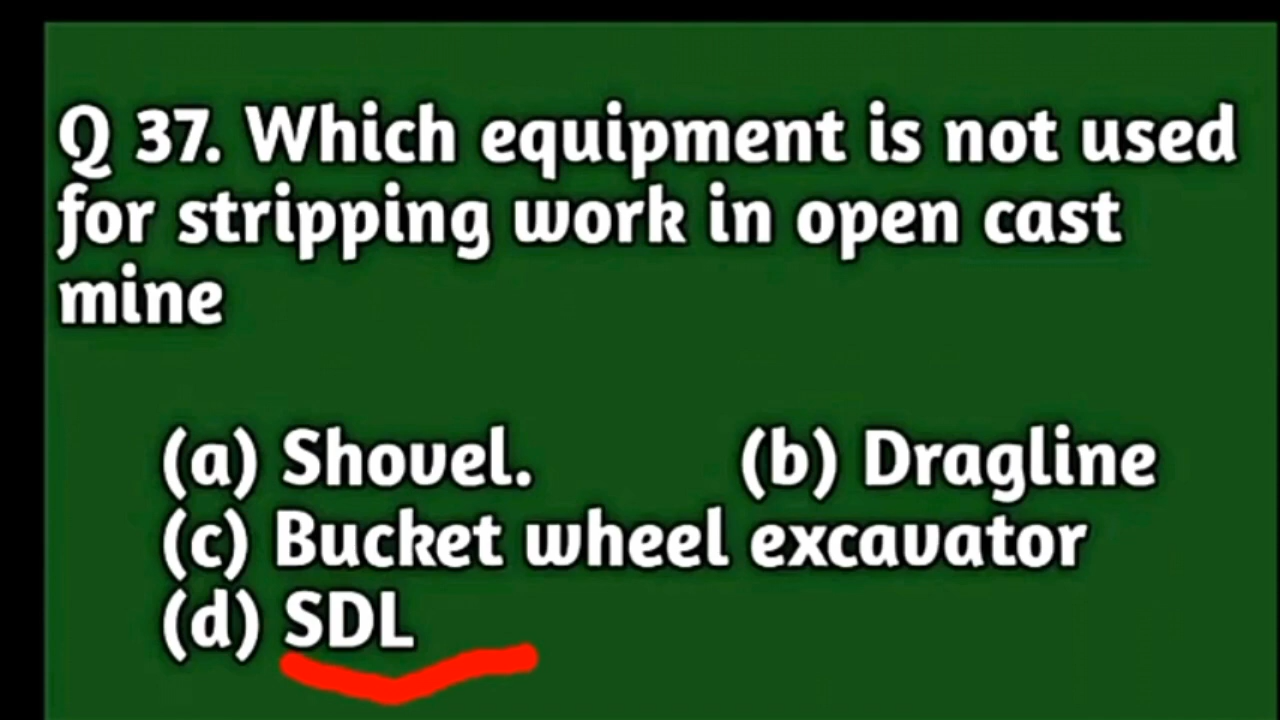 Q 37. Which equipment is not used
for stripping work in open cast
mine
(a) Shovel. (b) Dragline
(c) Bucket wheel excavator
(d) SDL